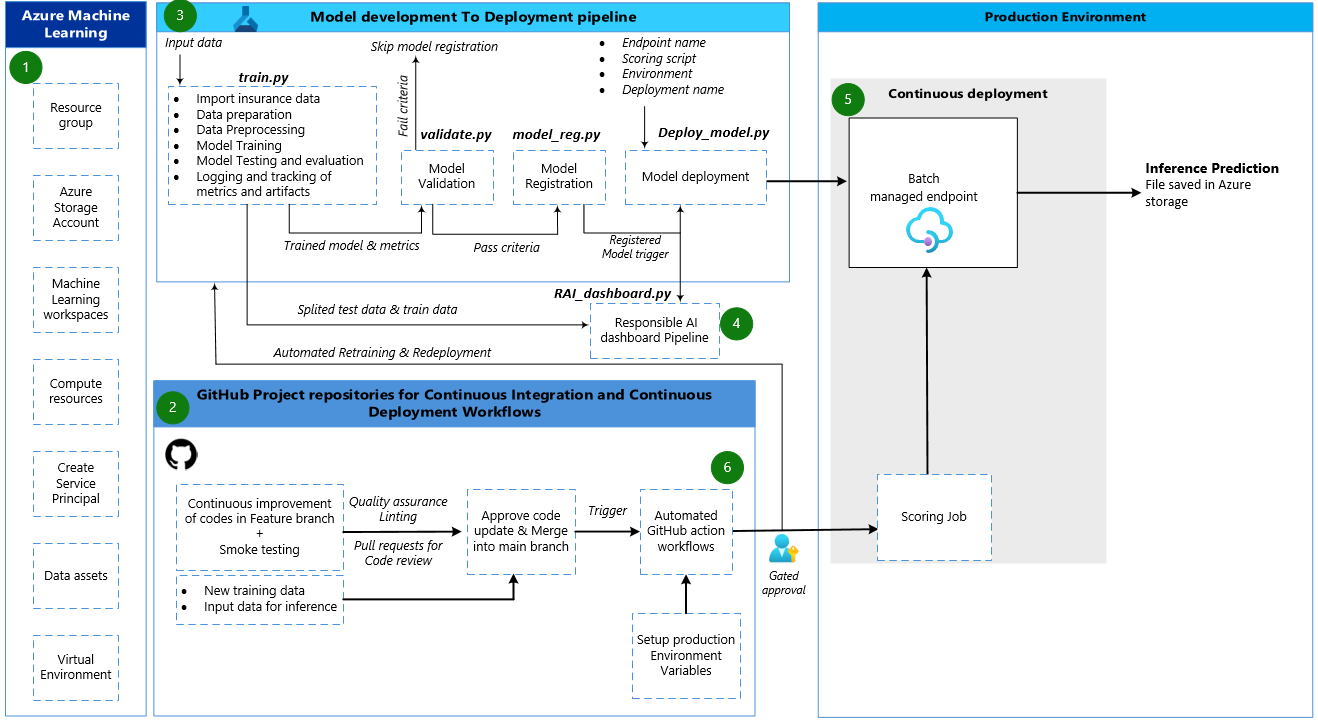 Azure Machine
Learning
1
Resource
group
Azure
Storage
Account
Machine
Learning
workspaces
Compute
resources
Create
Service
Principal
Data assets
Virtual
Environment
3
Model development To Deployment pipeline
Input data
train.py
• Import insurance data
• Data preparation
• Data Preprocessing
• Model Training
• Model Testing and evaluation
• Logging and tracking of
metrics and artifacts
Skip model registration
Fail criteria
validate.py
Model
Validation
model_reg.py
Model
Registration
• Endpoint name
• Scoring script
• Environment
• Deployment name
Deploy_model.py
Model deployment
Trained model & metrics
Pass criteria
Registered
Model trigger
RAI_dashboard.py
Splited test data & train data
Responsible AI
dashboard Pipeline
4
Automated Retraining & Redeployment
2
GitHub Project repositories for Continuous Integration and Continuous
Deployment Workflows
6
Continuous improvement
of codes in Feature branch
+
Smoke testing
• New training data
• Input data for inference
Quality assurance
Linting
Pull requests for
Code review
Approve code
update & Merge
into main branch
Trigger
Automated
GitHub action
workflows
Setup production
Environment
Variables
Gated
approval
Production Environment
5
Continuous deployment
Batch
managed endpoint
Inference Prediction
File saved in Azure
storage
Scoring Job